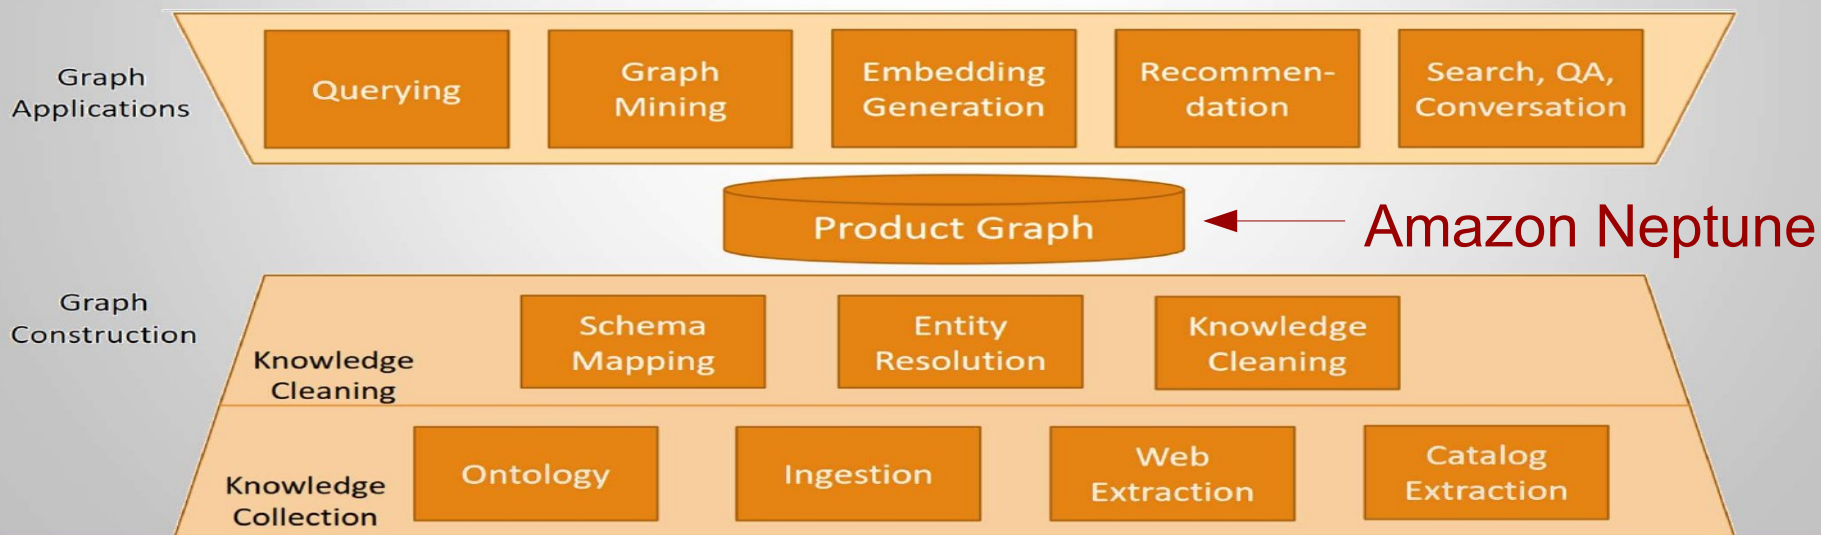 Graph
Applications
Querying
Graph
Mining
Embedding
Generation
Recommen-
dation
Search, QA,
Conversation
Product Graph
Amazon Neptune
Graph
Construction
Knowledge
Cleaning
Schema
Mapping
Entity
Resolution
Knowledge
Cleaning
Knowledge
Collection
Ontology
Ingestion
Web
Extraction
Catalog
Extraction